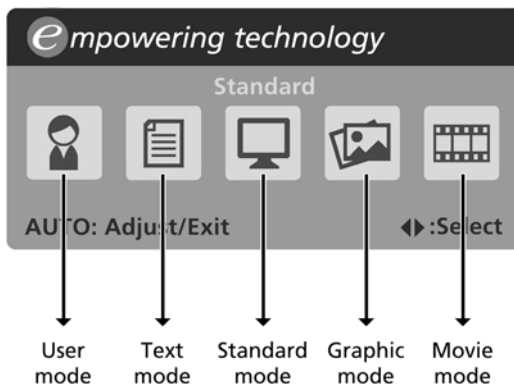 empowering technology
Standard
AUTO: Adjust/Exit ◀▶:Select
User mode
Text mode
Standard mode
Graphic mode
Movie mode